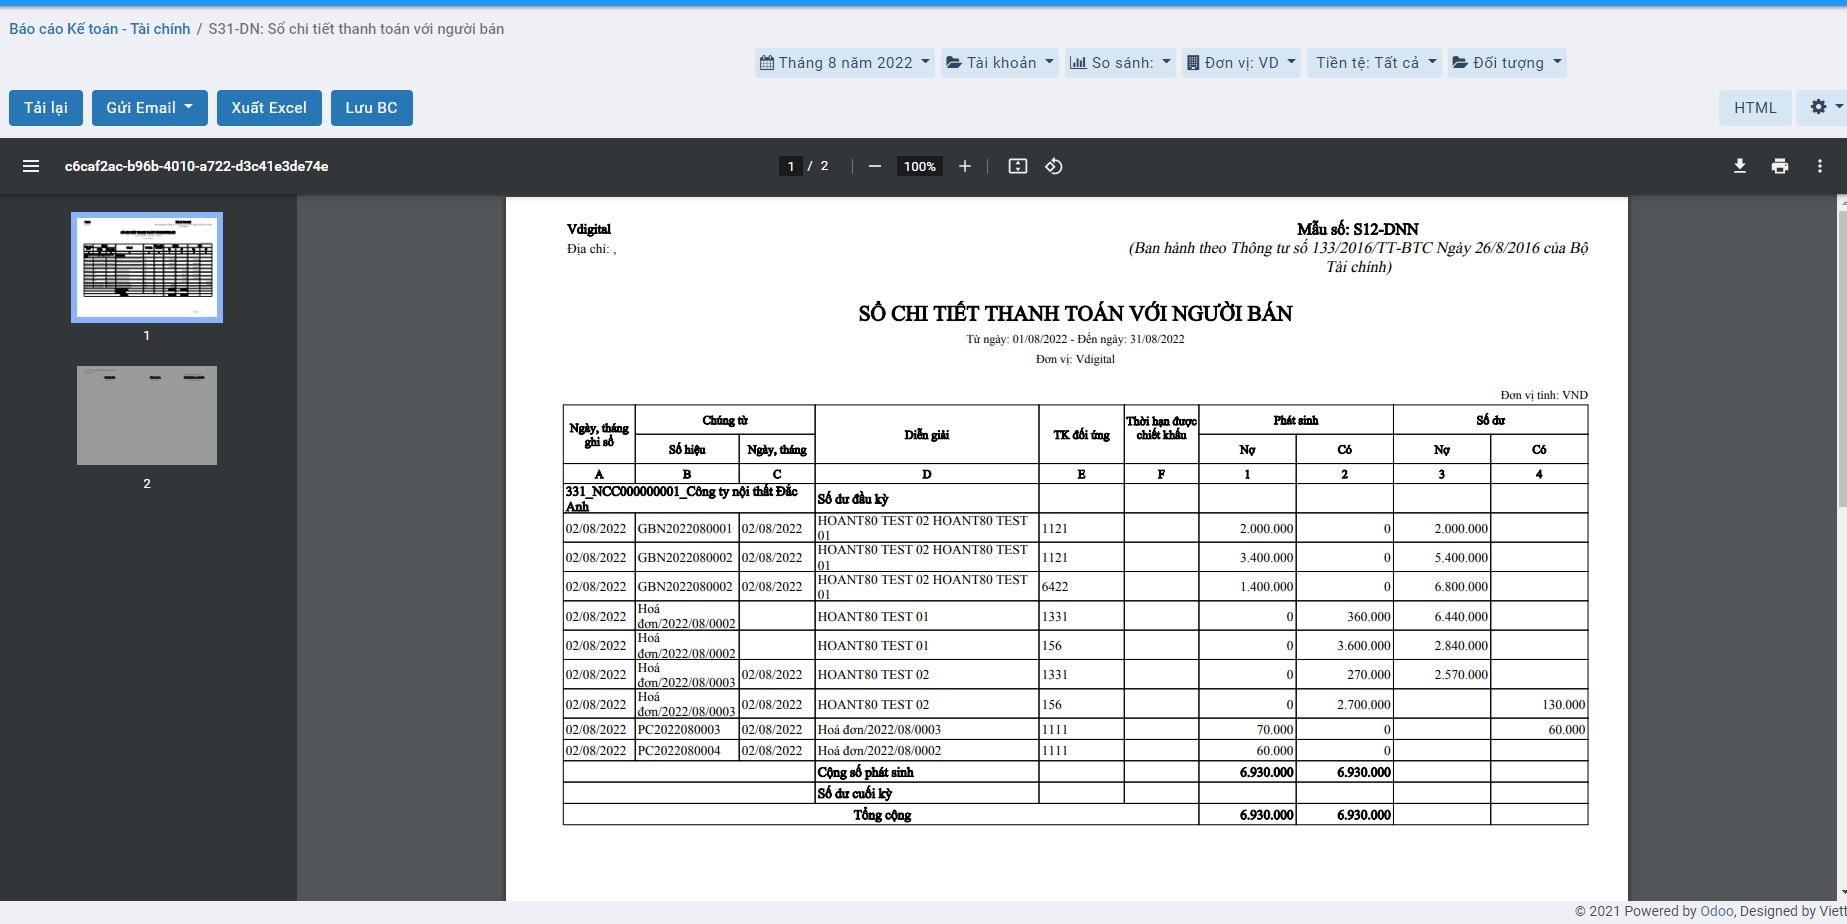 Báo cáo Kế toán - Tài chính / S31-DN: Sổ chi tiết thanh toán với người bán
Tháng 8 năm 2022 Tài khoản So sánh: Đơn vị: VD Tiền tệ: Tất cả Đối tượng
Tải lại Gửi Email Xuất Excel Lưu BC HTML
c6caf2ac-b96b-4010-a722-d3c41e3de74e 1 / 2 100%
1
2
Vdigital Mẫu số: S12-DNN
Địa chỉ: , (Ban hành theo Thông tư số 133/2016/TT-BTC Ngày 26/8/2016 của Bộ
Tài chính)
SỔ CHI TIẾT THANH TOÁN VỚI NGƯỜI BÁN
Từ ngày: 01/08/2022 - Đến ngày: 31/08/2022
Đơn vị: Vdigital
Đơn vị tính: VND
Ngày, tháng ghi sổ Chứng từ Diễn giải TK đối ứng Thời hạn được chiết khấu Phát sinh Số dư
Số hiệu Ngày, tháng Nợ Có Nợ Có
A B C D E F 1 2 3 4
331_NCC000000001_Công ty nội thất Đắc Anh Số dư đầu kỳ
02/08/2022 GBN2022080001 02/08/2022 HOANT80 TEST 02 HOANT80 TEST 01 1121 2.000.000 0 2.000.000
02/08/2022 GBN2022080002 02/08/2022 HOANT80 TEST 02 HOANT80 TEST 01 1121 3.400.000 0 5.400.000
02/08/2022 GBN2022080002 02/08/2022 HOANT80 TEST 02 HOANT80 TEST 01 6422 1.400.000 0 6.800.000
02/08/2022 Hoá đơn/2022/08/0002 HOANT80 TEST 01 1331 0 360.000 6.440.000
02/08/2022 Hoá đơn/2022/08/0002 HOANT80 TEST 01 156 0 3.600.000 2.840.000
02/08/2022 Hoá đơn/2022/08/0003 02/08/2022 HOANT80 TEST 02 1331 0 270.000 2.570.000
02/08/2022 Hoá đơn/2022/08/0003 02/08/2022 HOANT80 TEST 02 156 0 2.700.000 130.000
02/08/2022 PC2022080003 02/08/2022 Hoá đơn/2022/08/0003 1111 70.000 0 60.000
02/08/2022 PC2022080004 02/08/2022 Hoá đơn/2022/08/0002 1111 60.000 0
Cộng số phát sinh 6.930.000 6.930.000
Số dư cuối kỳ
Tổng cộng 6.930.000 6.930.000
© 2021 Powered by Odoo, Designed by Viett